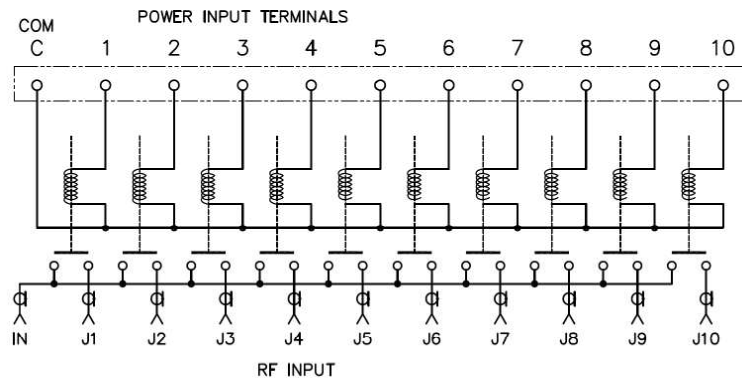 POWER INPUT TERMINALS
COM
C 1 2 3 4 5 6 7 8 9 10
IN J1 J2 J3 J4 J5 J6 J7 J8 J9 J10
RF INPUT